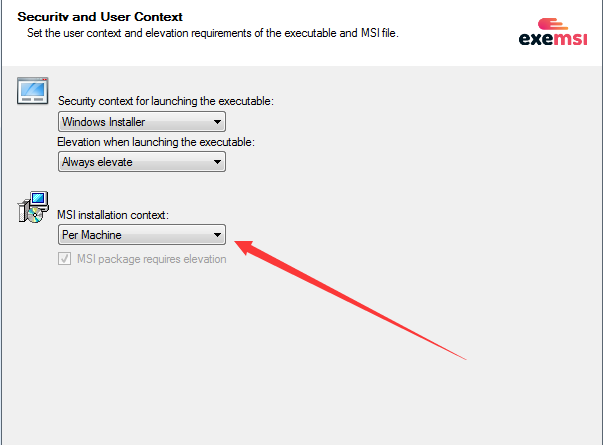 Security and User Context
Set the user context and elevation requirements of the executable and MSI file.
exemsi
Security context for launching the executable:
Windows Installer
Elevation when launching the executable:
Always elevate
MSI installation context:
Per Machine
MSI package requires elevation